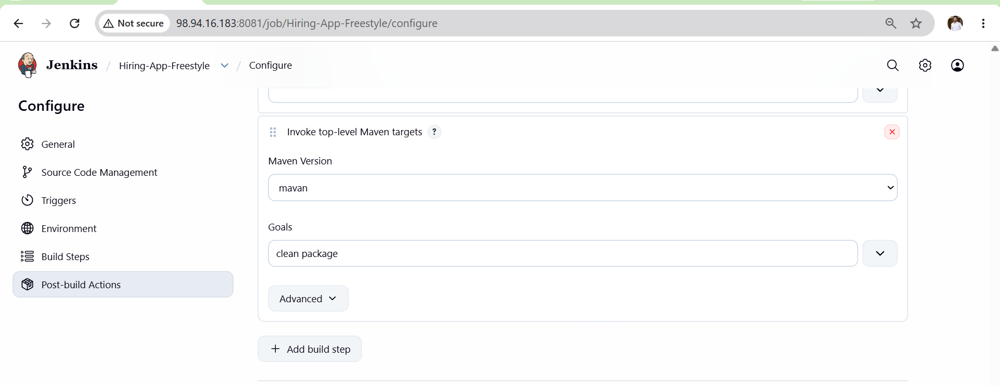 Not secure 98.94.16.183:8081/job/Hiring-App-Freestyle/configure
Jenkins / Hiring-App-Freestyle / Configure
Configure
General
Source Code Management
Triggers
Environment
Build Steps
Post-build Actions
Invoke top-level Maven targets ?
Maven Version
mavan
Goals
clean package
Advanced
+ Add build step